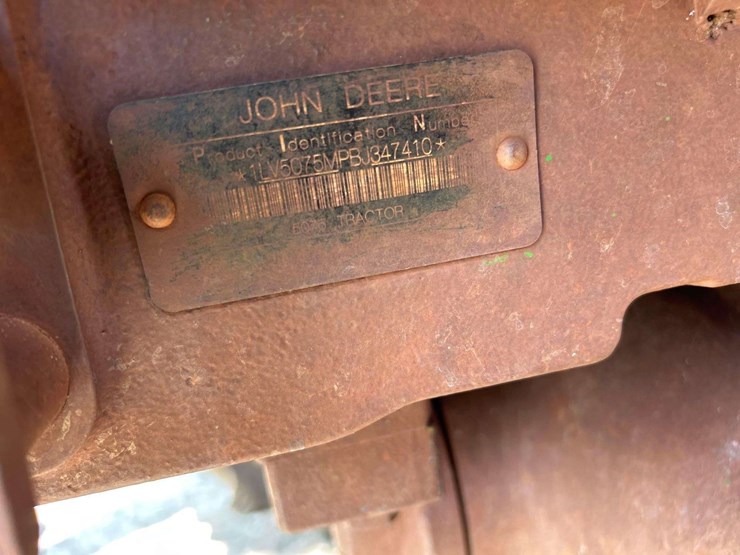 JOHN DEERE
Product Identification Number
*1LV5075MPBJ347410*
TRACTOR